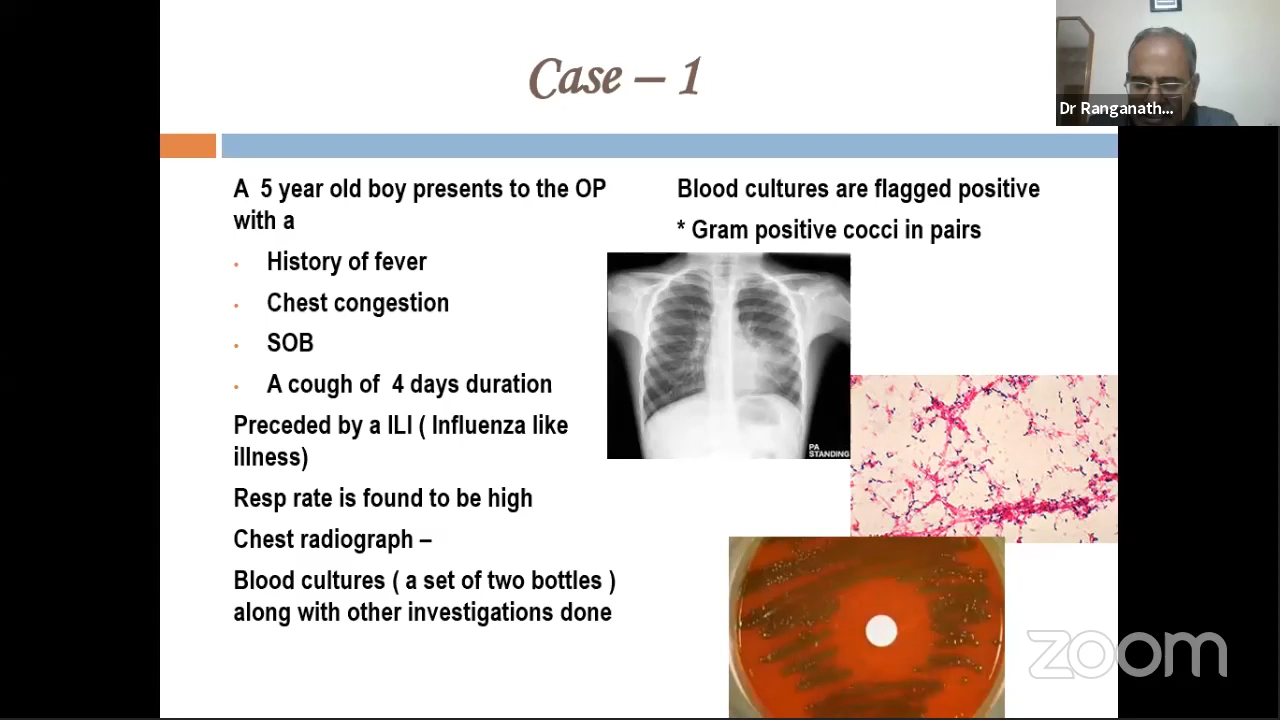 Case – 1
Dr Ranganath...
A 5 year old boy presents to the OP
with a
• History of fever
• Chest congestion
• SOB
• A cough of 4 days duration
Preceded by a ILI ( Influenza like
illness)
Resp rate is found to be high
Chest radiograph –
Blood cultures ( a set of two bottles )
along with other investigations done
Blood cultures are flagged positive
* Gram positive cocci in pairs
PA
STANDING
zoom